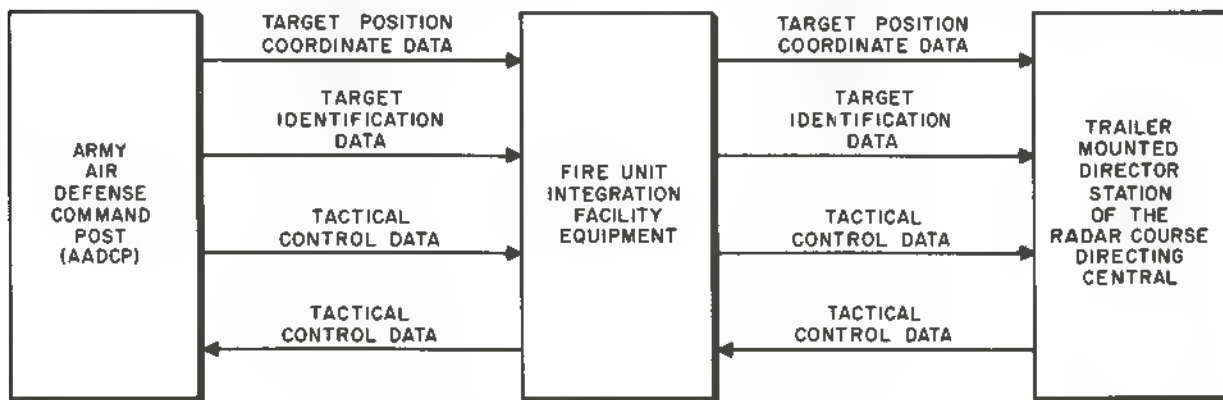 ARMY
AIR
DEFENSE
COMMAND
POST
(AADCP)
TARGET POSITION
COORDINATE DATA
TARGET
IDENTIFICATION
DATA
TACTICAL
CONTROL DATA
TACTICAL
CONTROL DATA
FIRE UNIT
INTEGRATION
FACILITY
EQUIPMENT
TARGET POSITION
COORDINATE DATA
TARGET
IDENTIFICATION
DATA
TACTICAL
CONTROL DATA
TACTICAL
CONTROL DATA
TRAILER
MOUNTED
DIRECTOR
STATION
OF THE
RADAR COURSE
DIRECTING
CENTRAL